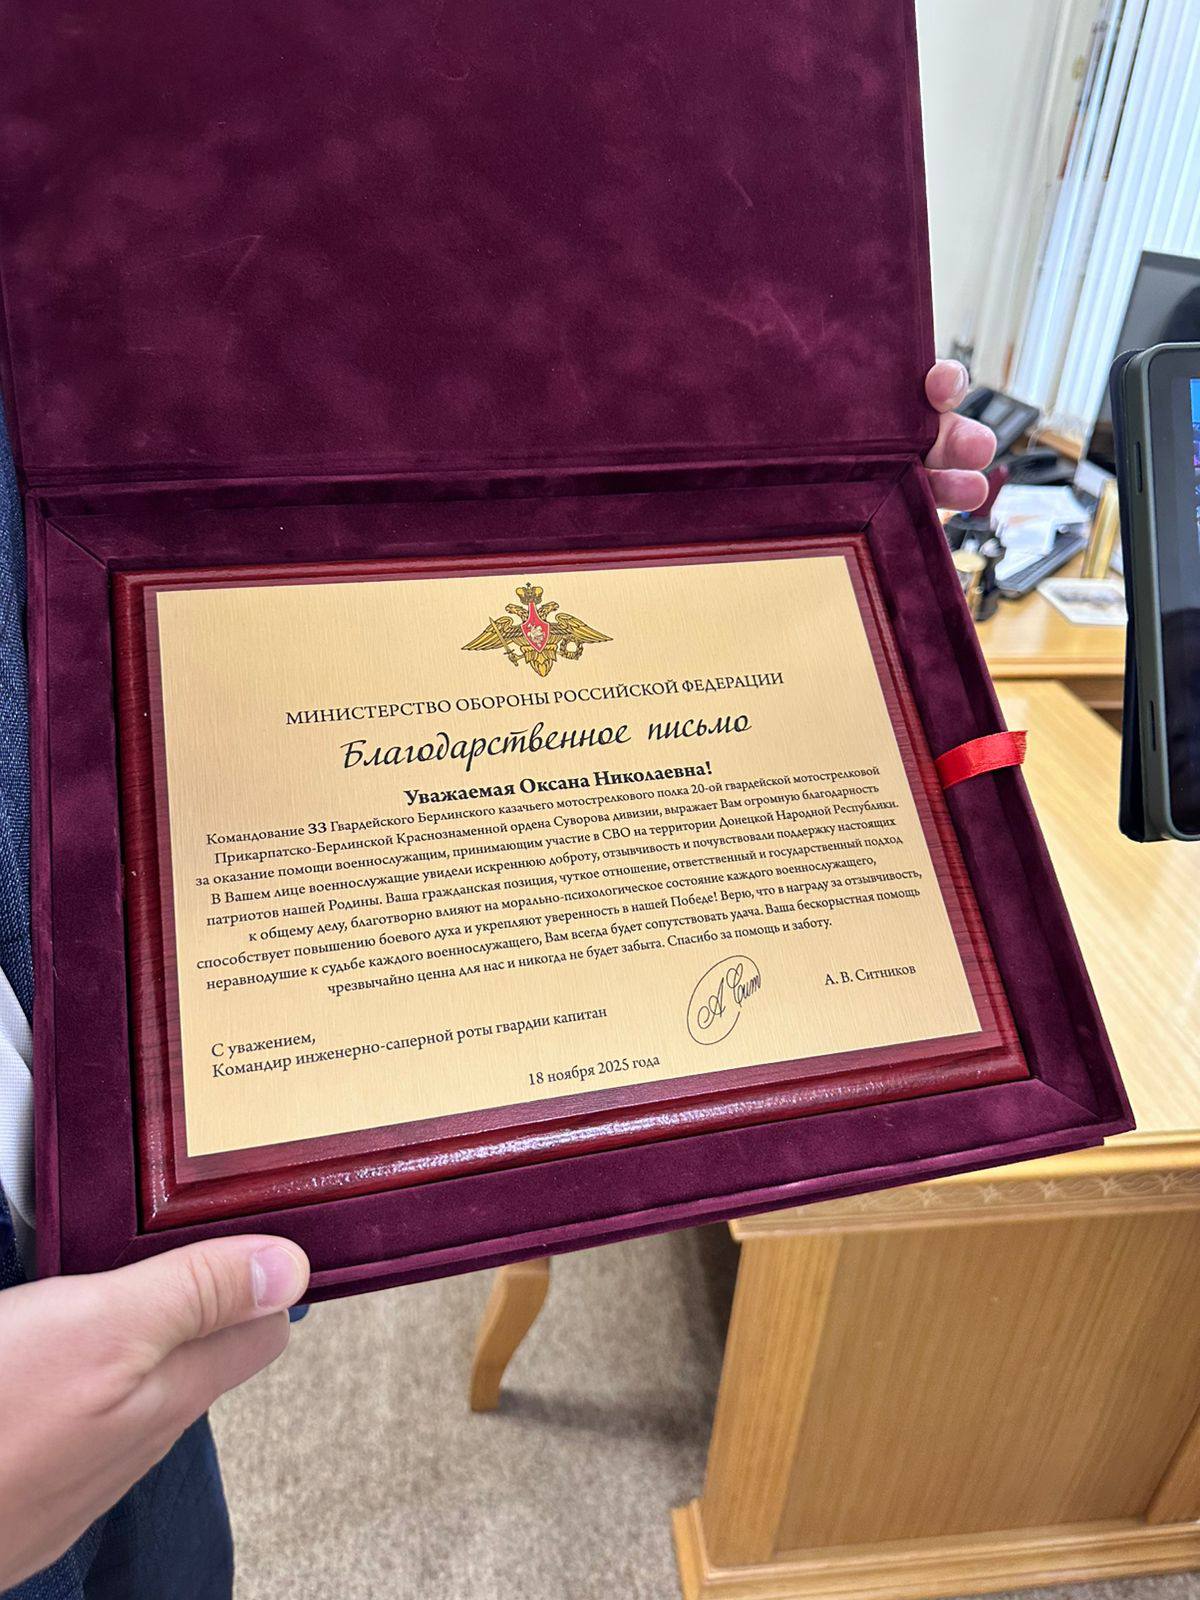 МИНИСТЕРСТВО ОБОРОНЫ РОССИЙСКОЙ ФЕДЕРАЦИИ
Благодарственное письмо
Уважаемая Оксана Николаевна!
Командование 33 Гвардейского Берлинского казачьего мотострелкового полка 20-ой гвардейской мотострелковой
Прикарпатско-Берлинской Краснознаменной ордена Суворова дивизии, выражает Вам огромную благодарность
за оказание помощи военнослужащим, принимающим участие в СВО на территории Донецкой Народной Республики.
В Вашем лице военнослужащие увидели искреннюю доброту, отзывчивость и почувствовали поддержку настоящих
патриотов нашей Родины. Ваша гражданская позиция, чуткое отношение, ответственный и государственный подход
к общему делу, благотворно влияют на морально-психологическое состояние каждого военнослужащего,
способствует повышению боевого духа и укрепляют уверенность в нашей Победе! Верю, что в награду за отзывчивость,
неравнодушие к судьбе каждого военнослужащего, Вам всегда будет сопутствовать удача. Ваша бескорыстная помощь
чрезвычайно ценна для нас и никогда не будет забыта. Спасибо за помощь и заботу.
С уважением,
Командир инженерно-саперной роты гвардии капитан
А Сит
А. В. Ситников
18 ноября 2025 года